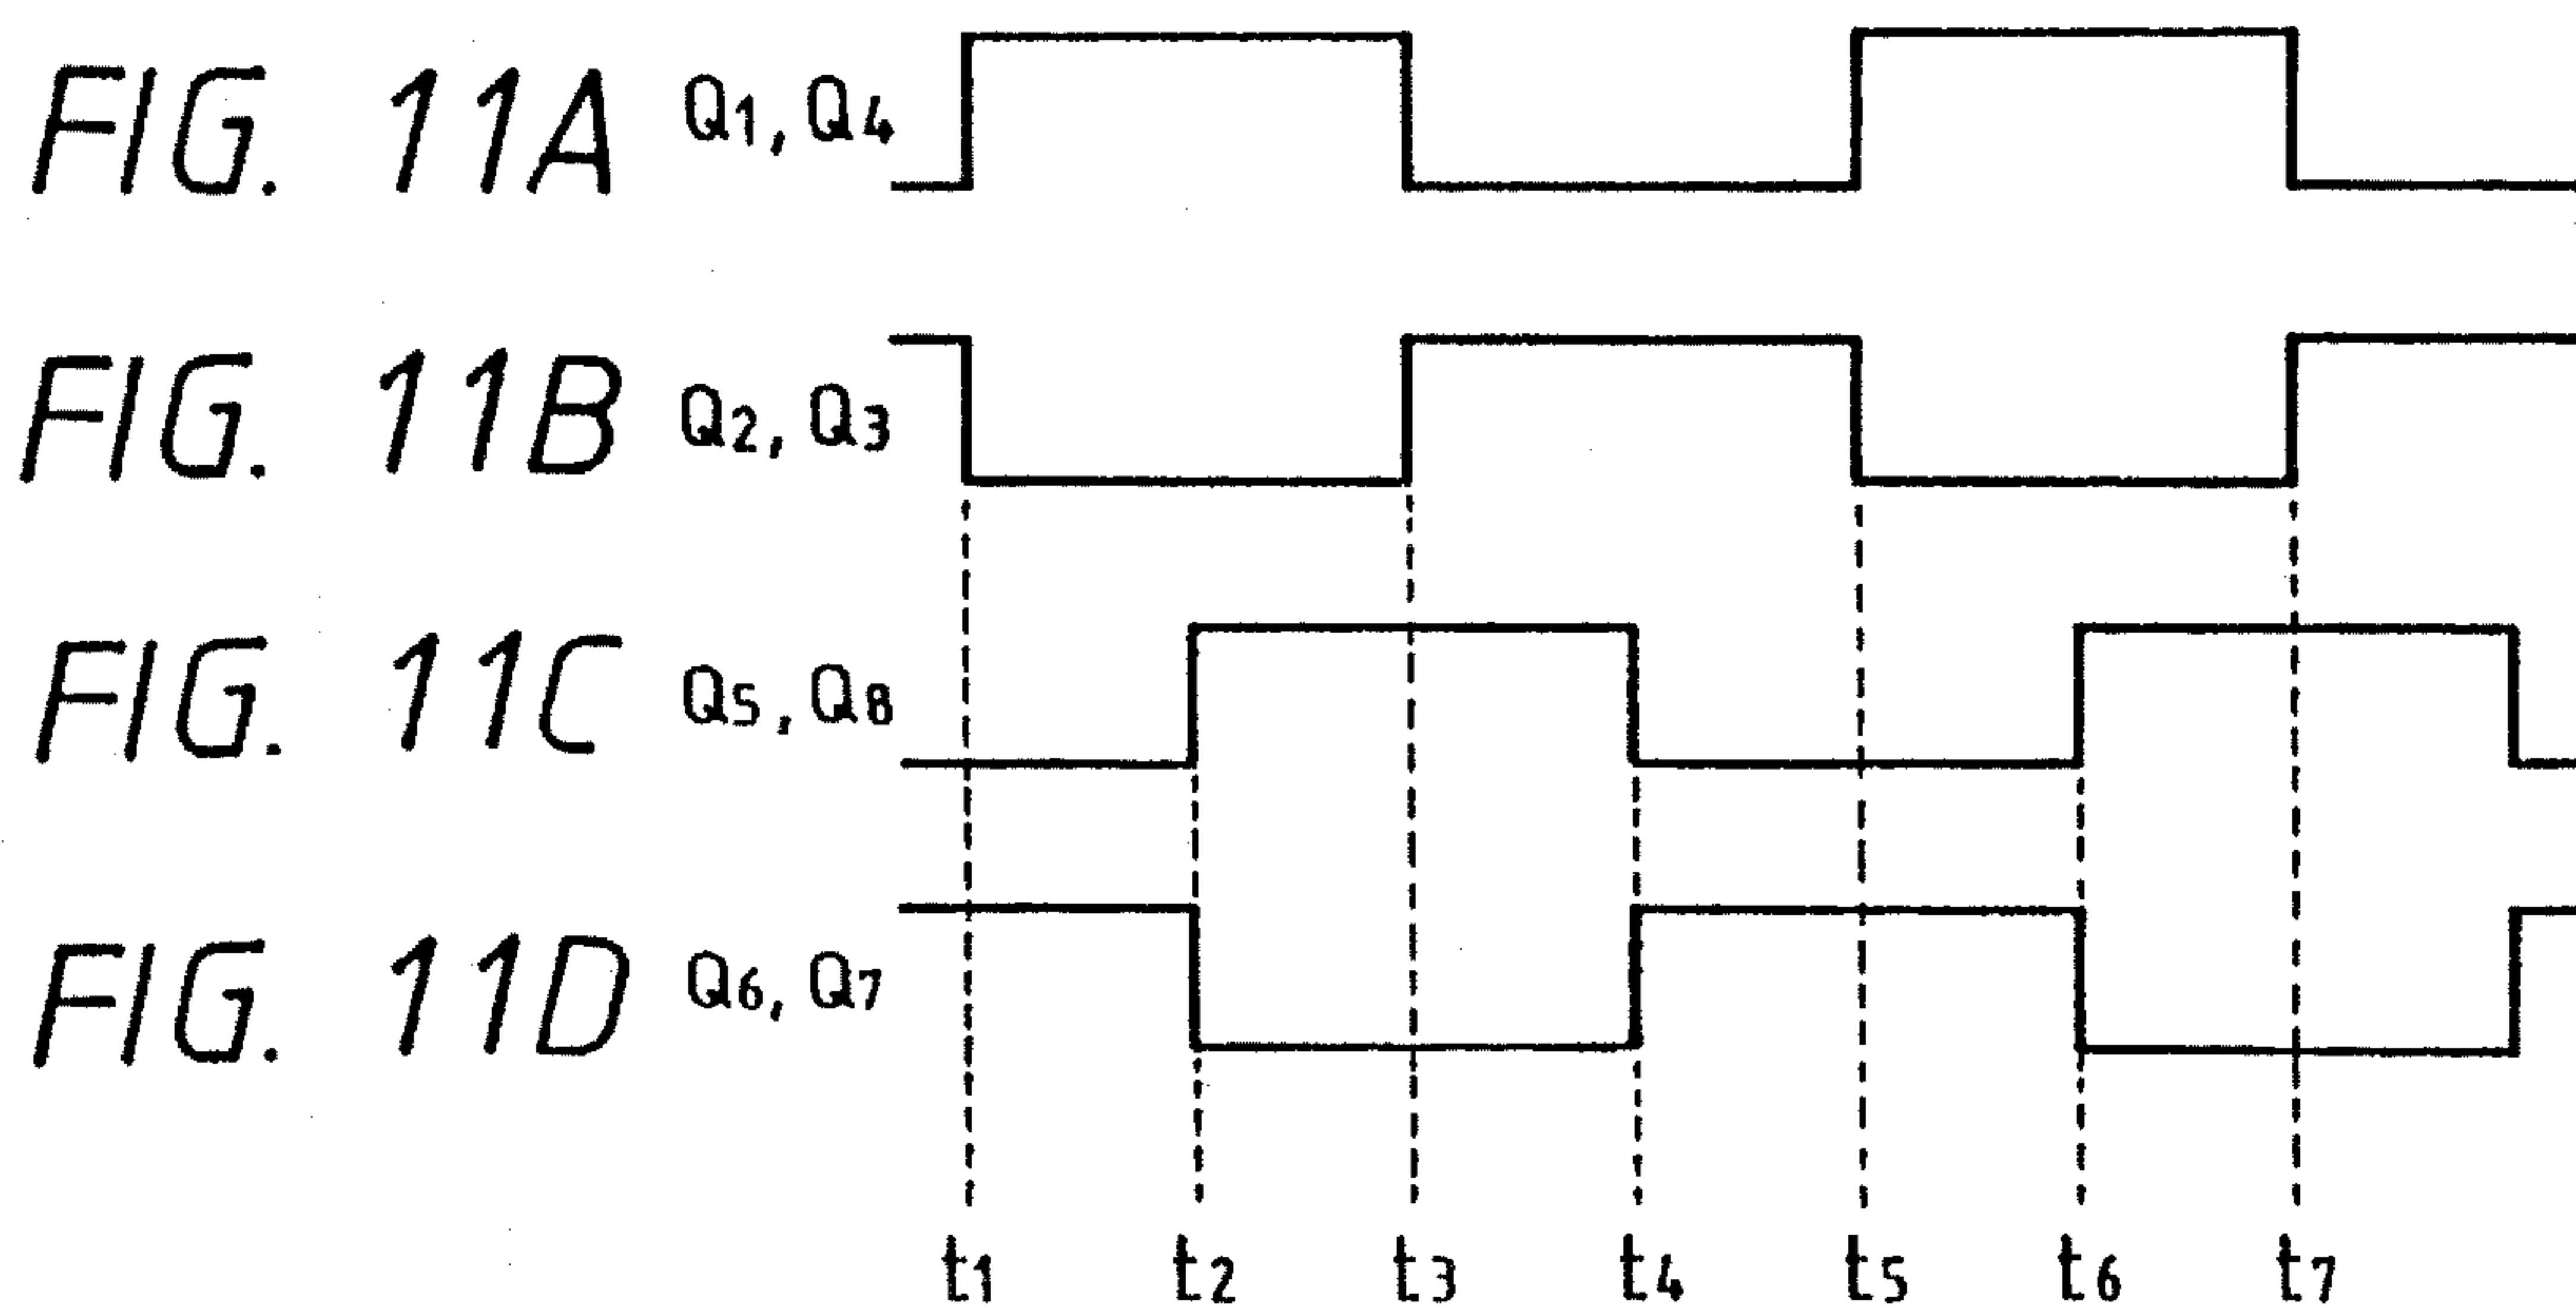 FIG. 11A Q1, Q4
FIG. 11B Q2, Q3
FIG. 11C Q5, Q8
FIG. 11D Q6, Q7
t1 t2 t3 t4 t5 t6 t7